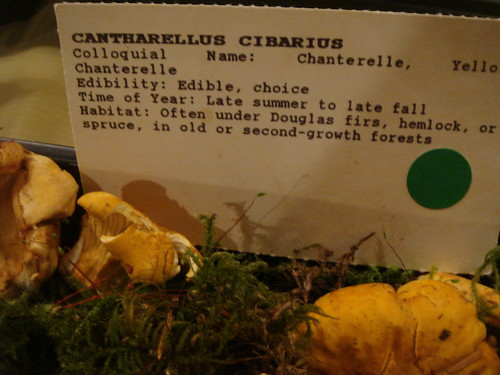 CANTHARELLUS CIBARIUS
Colloquial Name: Chanterelle, Yello
Chanterelle
Edibility: Edible, choice
Time of Year: Late summer to late fall
Habitat: Often under Douglas firs, hemlock, or
spruce, in old or second-growth forests